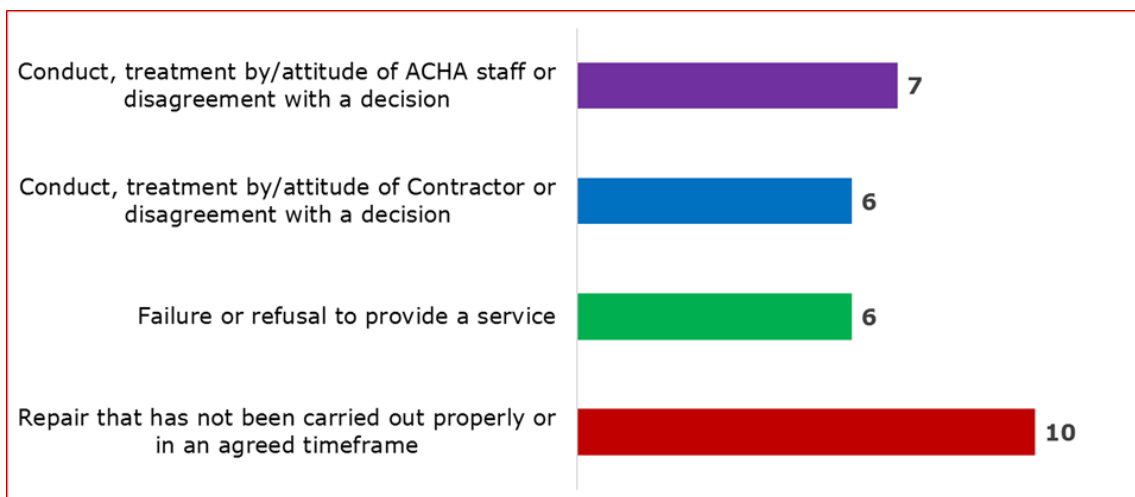 Conduct, treatment by/attitude of ACHA staff or
disagreement with a decision
7
Conduct, treatment by/attitude of Contractor or
disagreement with a decision
6
Failure or refusal to provide a service
6
Repair that has not been carried out properly or
in an agreed timeframe
10